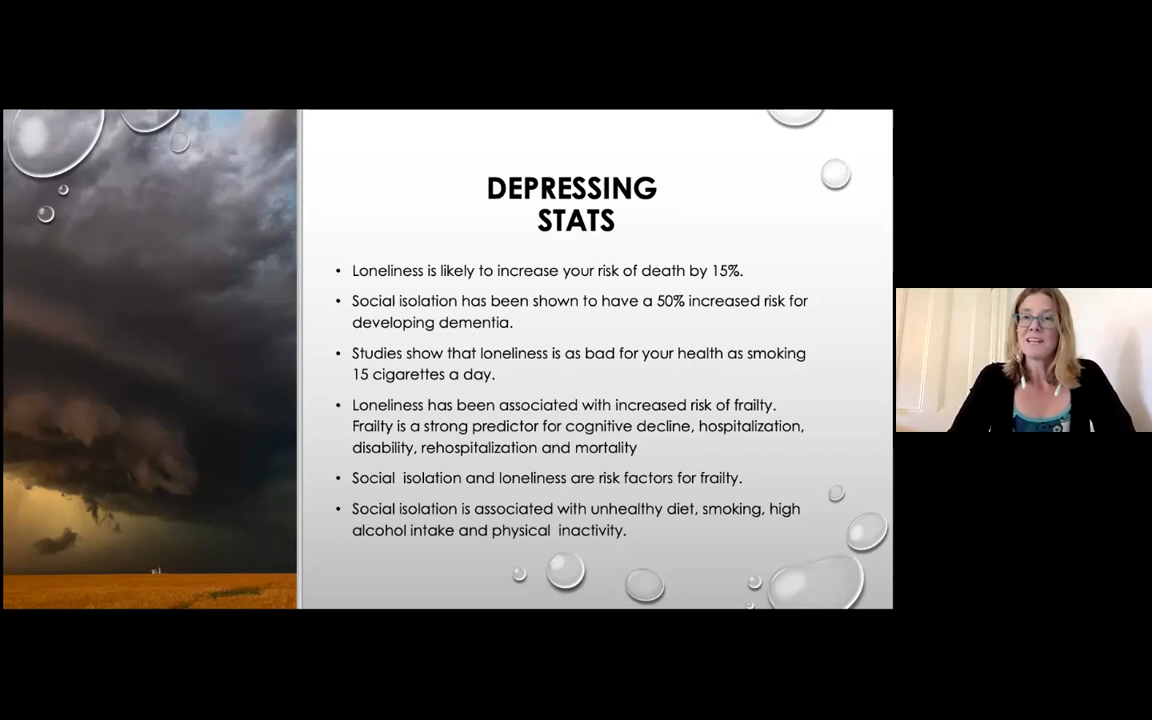 DEPRESSING
STATS
• Loneliness is likely to increase your risk of death by 15%.
• Social isolation has been shown to have a 50% increased risk for
developing dementia.
• Studies show that loneliness is as bad for your health as smoking
15 cigarettes a day.
• Loneliness has been associated with increased risk of frailty.
Frailty is a strong predictor for cognitive decline, hospitalization,
disability, rehospitalization and mortality
• Social  isolation and loneliness are risk factors for frailty.
• Social isolation is associated with unhealthy diet, smoking, high
alcohol intake and physical  inactivity.